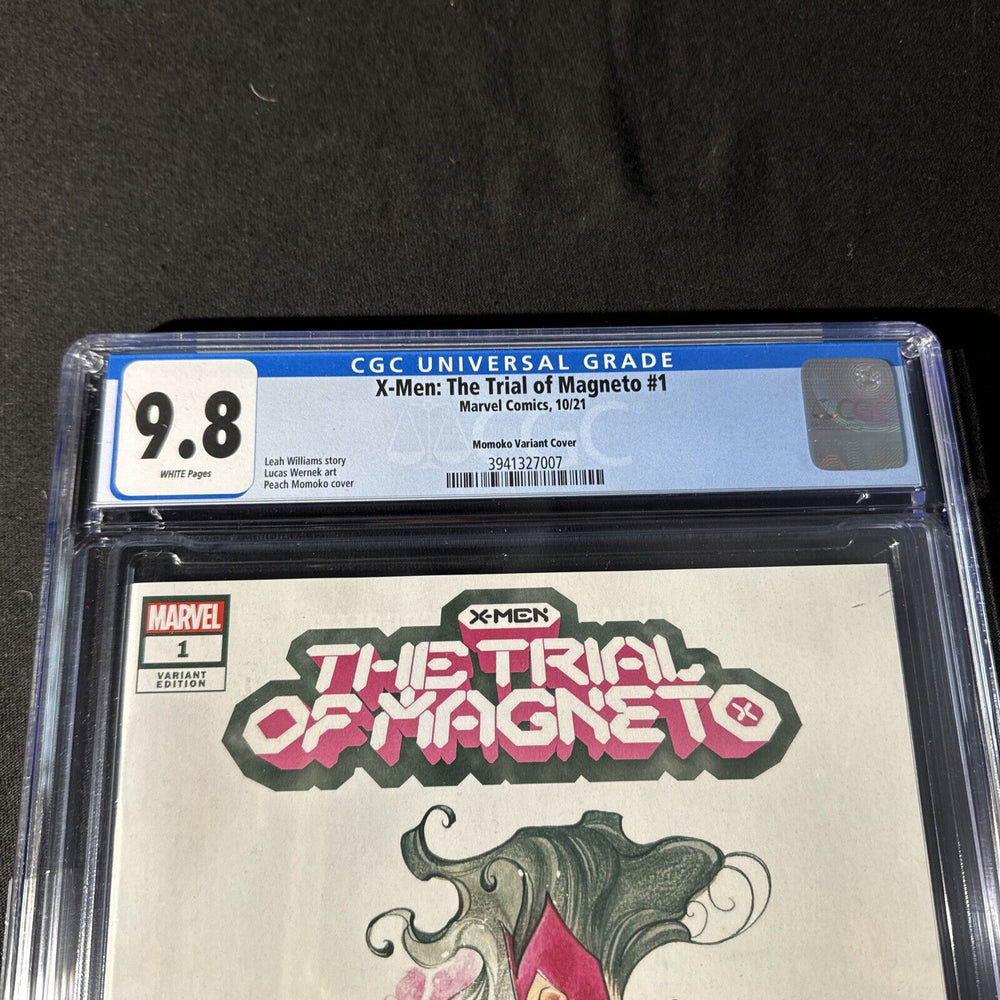 CGC UNIVERSAL GRADE
9.8
WHITE Pages
X-Men: The Trial of Magneto #1
Marvel Comics, 10/21
Momoko Variant Cover
Leah Williams story
Lucas Wernek art
Peach Momoko cover
3941327007
CGC
CGC
MARVEL
1
VARIANT
EDITION
X-MEN
THE TRIAL
OF MAGNETO
X